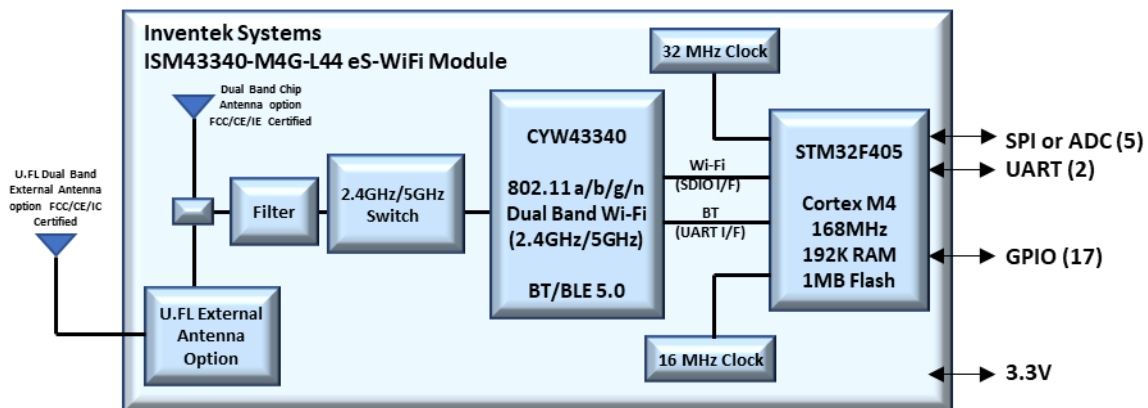 Inventek Systems
ISM43340-M4G-L44 eS-WiFi Module
Dual Band Chip
Antenna option
FCC/CE/IE Certified
U.FL Dual Band
External Antenna
option FCC/CE/IC
Certified
Filter
2.4GHz/5GHz
Switch
U.FL External
Antenna
Option
CYW43340
802.11 a/b/g/n
Dual Band Wi-Fi
(2.4GHz/5GHz)
BT/BLE 5.0
32 MHz Clock
Wi-Fi
(SDIO I/F)
BT
(UART I/F)
16 MHz Clock
STM32F405
Cortex M4
168MHz
192K RAM
1MB Flash
SPI or ADC (5)
UART (2)
GPIO (17)
3.3V